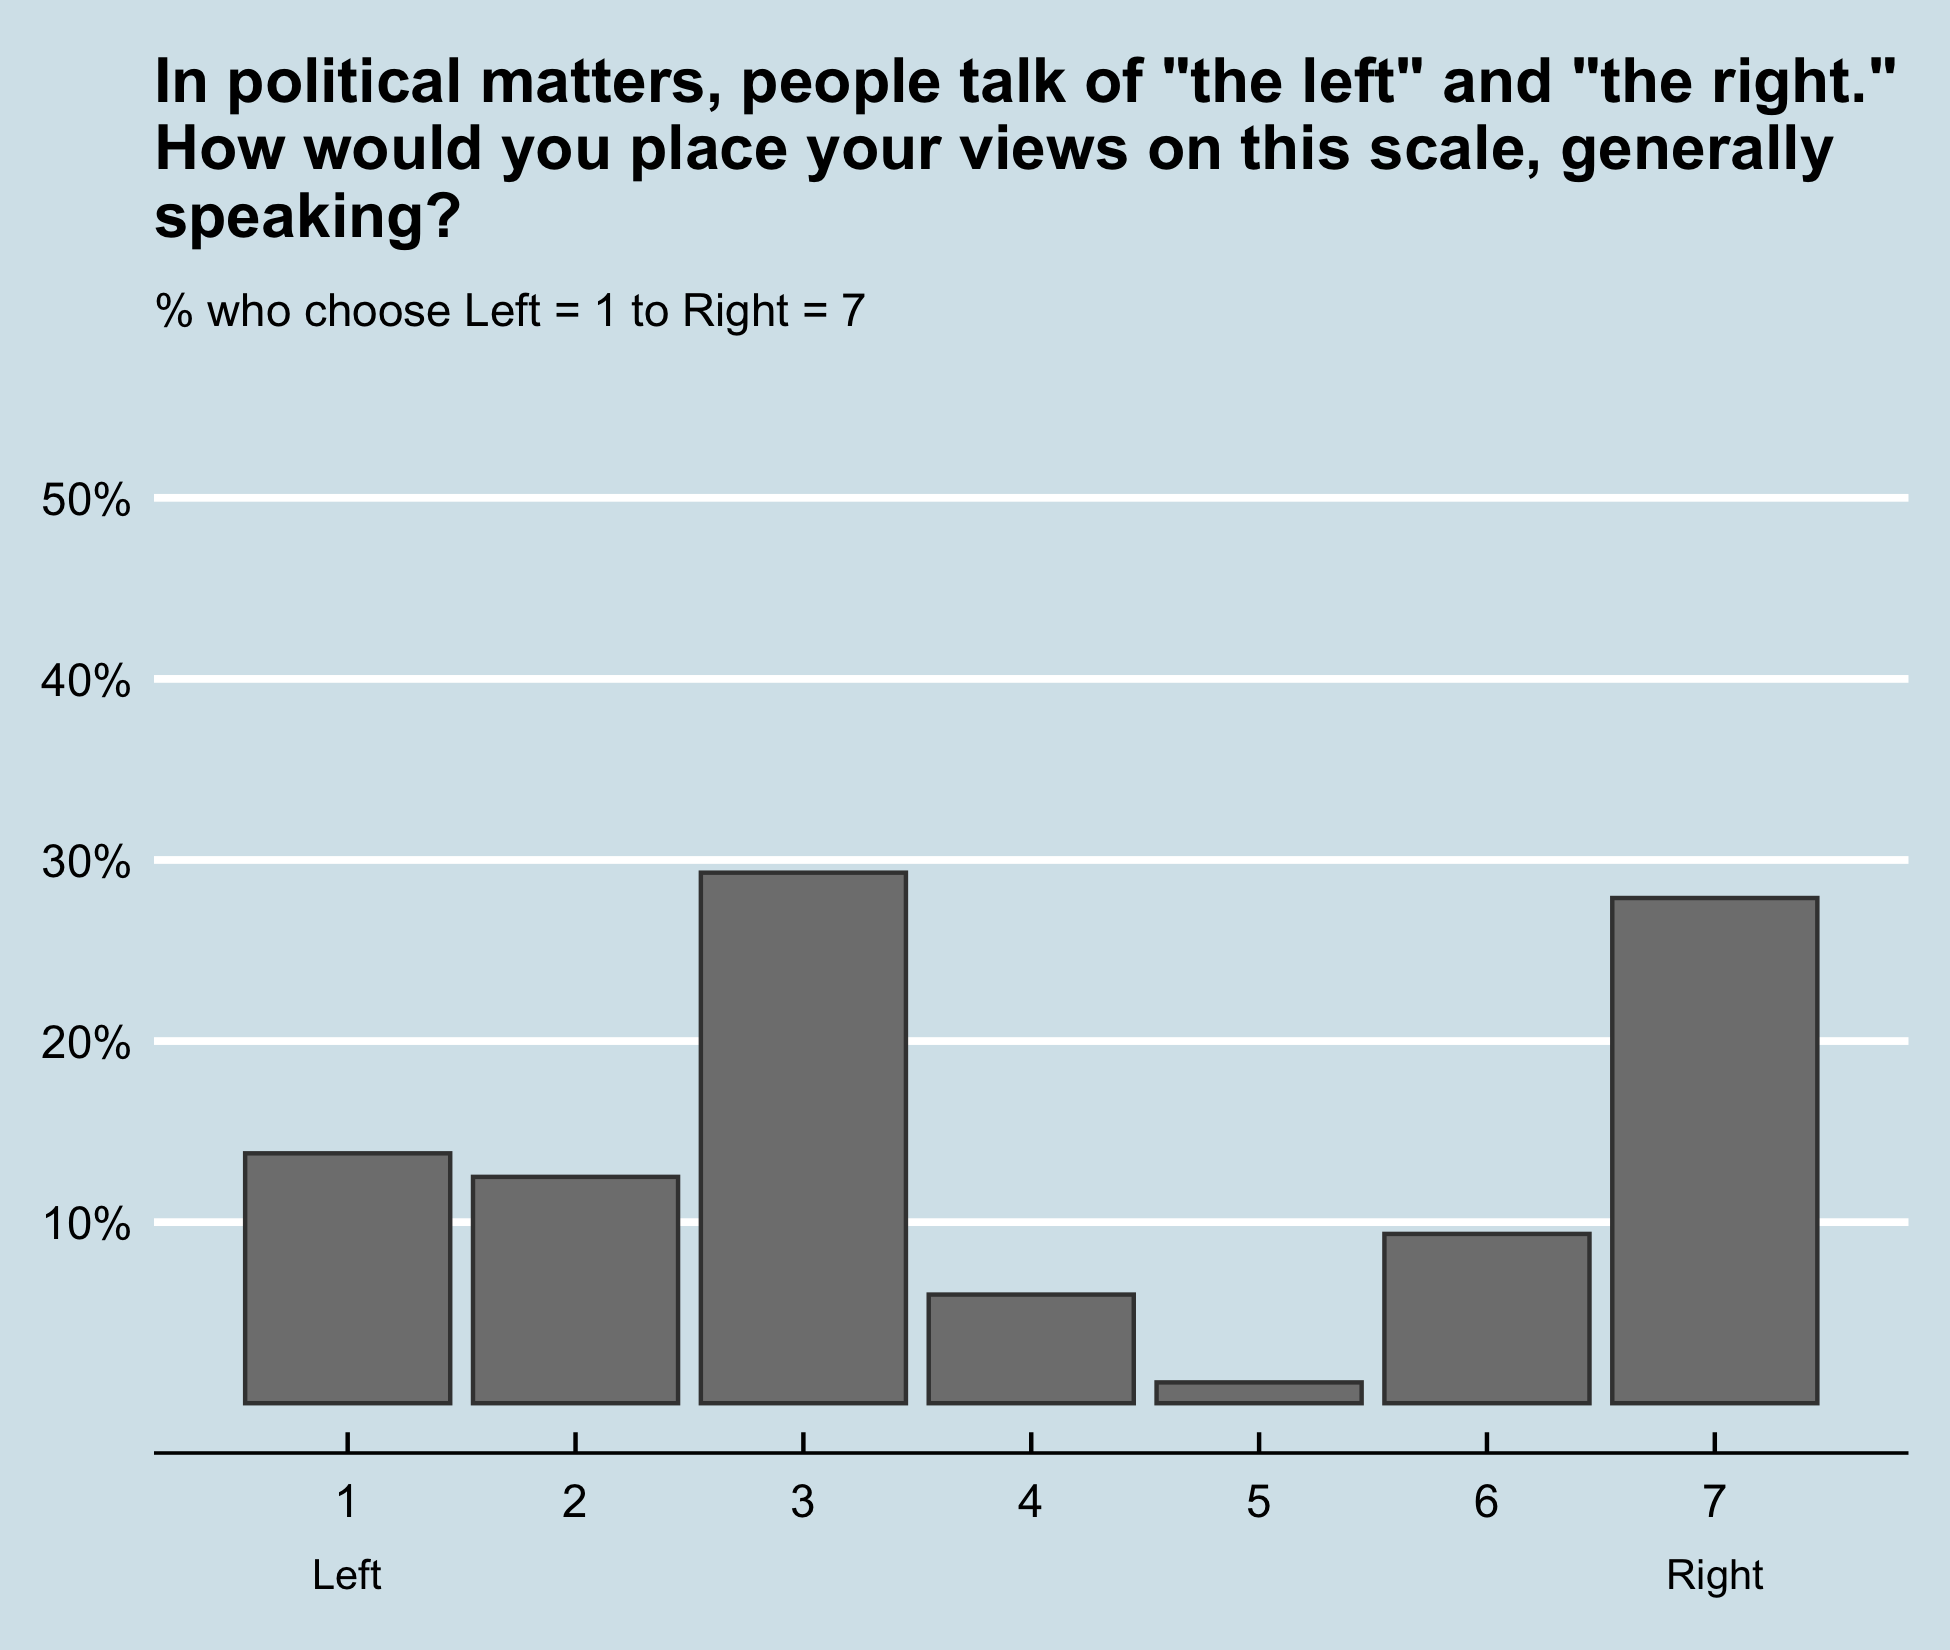 In political matters, people talk of "the left" and "the right."
How would you place your views on this scale, generally
speaking?
% who choose Left = 1 to Right = 7
50%
40%
30%
20%
10%
1 2 3 4 5 6 7
Left Right